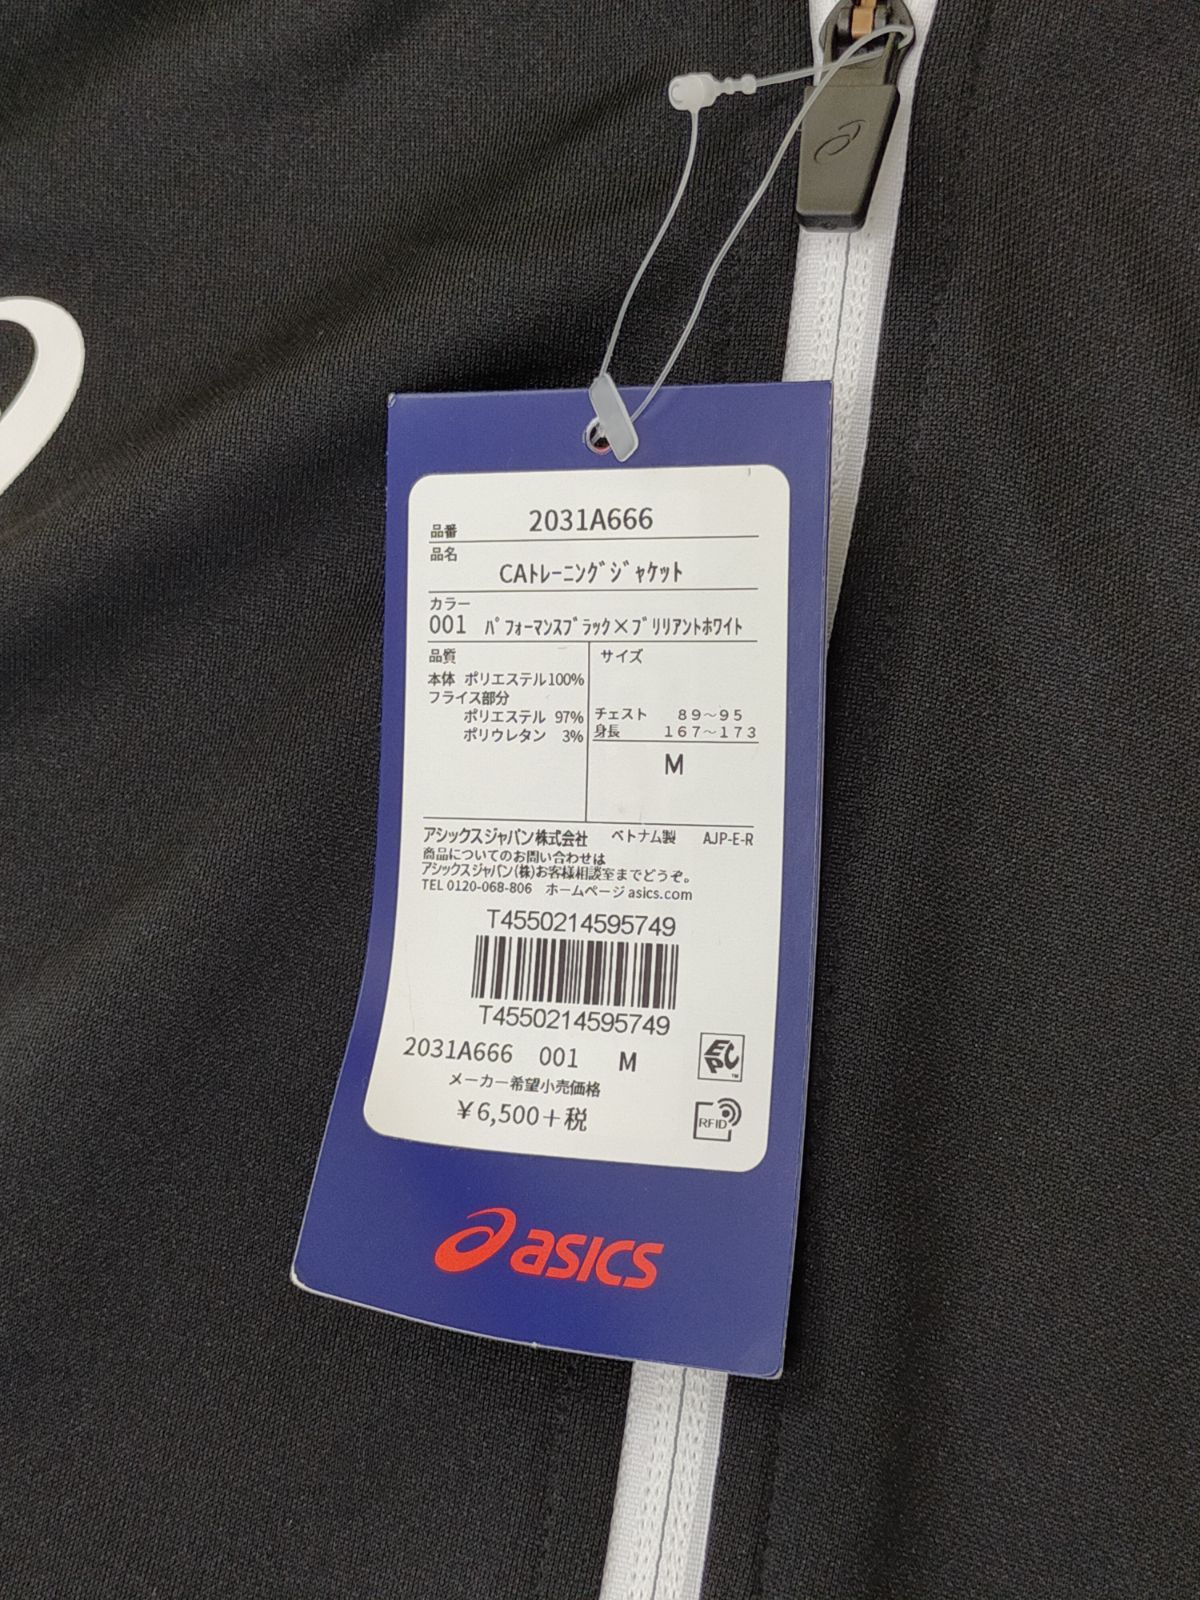 品番 2031A666
品名
CAﾄﾚｰﾆﾝｸﾞｼﾞｬｹｯﾄ
カラー
001 ﾊﾟﾌｫｰﾏﾝｽﾌﾞﾗｯｸ×ﾌﾞﾘﾘｱﾝﾄﾎﾜｲﾄ
品質
本体 ポリエステル100%
フライス部分
ポリエステル 97%
ポリウレタン 3%
サイズ
チェスト 89～95
身長 167～173
M
アシックスジャパン株式会社 ベトナム製 AJP-E-R
商品についてのお問い合わせは
アシックスジャパン(株)お客様相談室までどうぞ。
TEL 0120-068-806 ホームページasics.com
T4550214595749
T4550214595749
2031A666 001 M
メーカー希望小売価格
¥6,500+税
EPC TM
RFID
asics